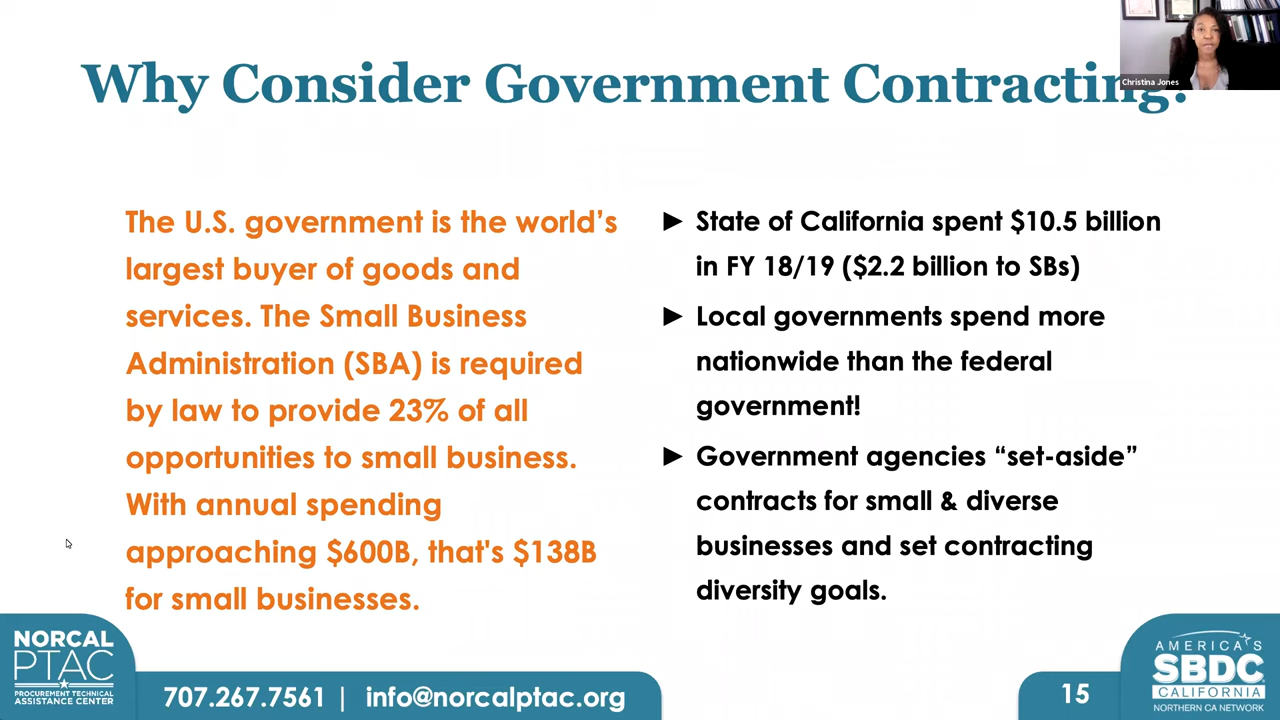 Why Consider Government Contracting?
Christina Jones
The U.S. government is the world's
largest buyer of goods and
services. The Small Business
Administration (SBA) is required
by law to provide 23% of all
opportunities to small business.
With annual spending
approaching $600B, that's $138B
for small businesses.
► State of California spent $10.5 billion
in FY 18/19 ($2.2 billion to SBs)
► Local governments spend more
nationwide than the federal
government!
► Government agencies “set-aside”
contracts for small & diverse
businesses and set contracting
diversity goals.
NORCAL
PTAC
PROCUREMENT TECHNICAL
ASSISTANCE CENTER
707.267.7561 | info@norcalptac.org
15
AMERICA'S
SBDC
CALIFORNIA
NORTHERN CA NETWORK